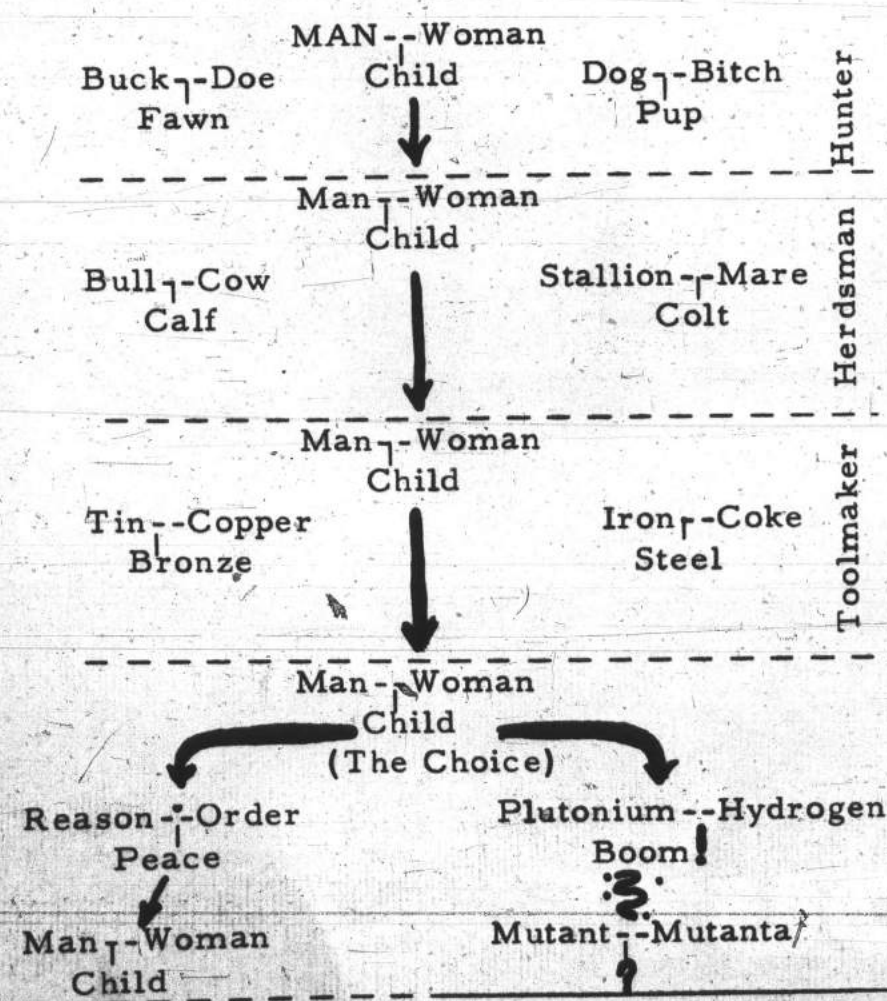 MAN--Woman
Child
Buck--Doe
Fawn
Dog--Bitch
Pup
Hunter
Man--Woman
Child
Bull--Cow
Calf
Stallion--Mare
Colt
Herdsman
Man--Woman
Child
Tin--Copper
Bronze
Iron--Coke
Steel
Toolmaker
Man--Woman
Child
(The Choice)
Reason--Order
Peace
Plutonium--Hydrogen
Boom!
Man--Woman
Child
Mutant--Mutanta
?